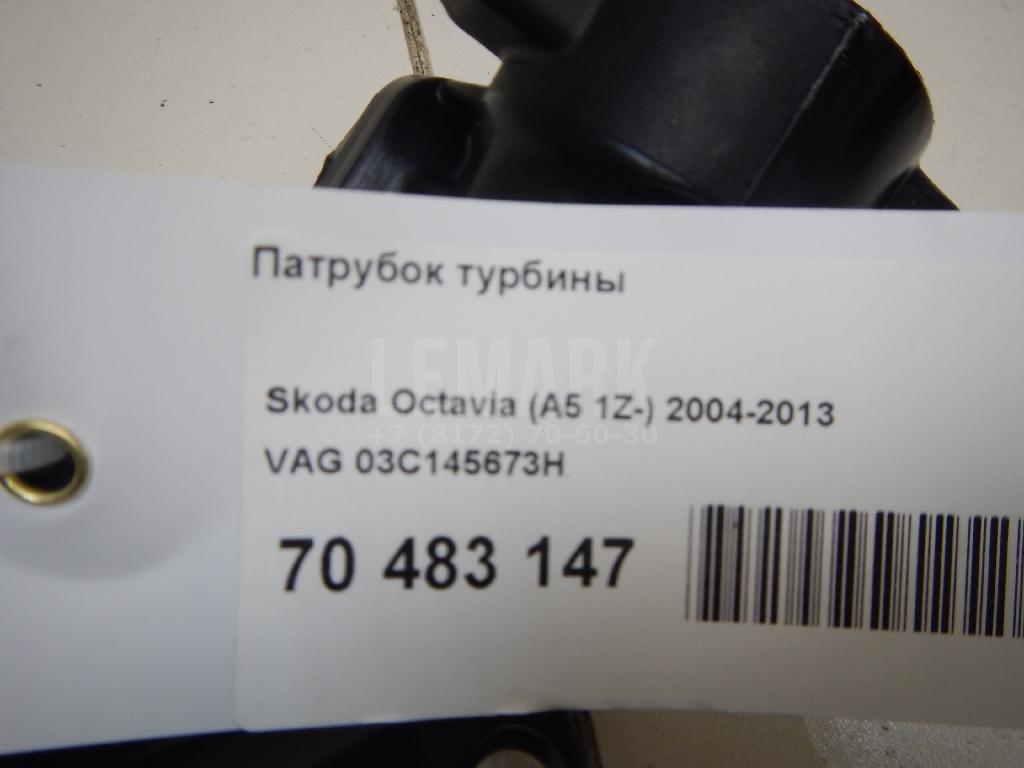 Патрубок турбины
LEMARK
Skoda Octavia (A5 1Z-) 2004-2013
+7 (8172) 70-60-30
VAG 03C145673H
70 483 147